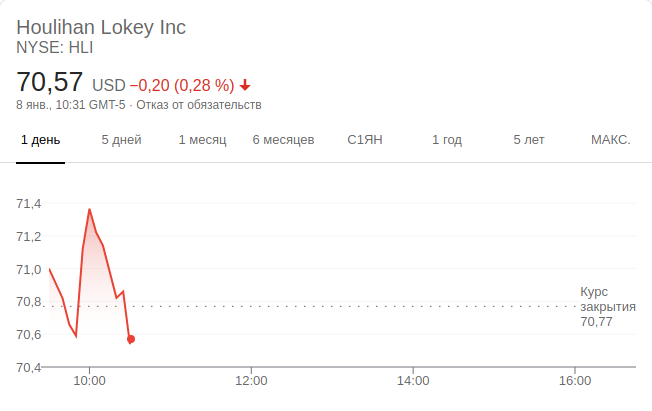 Houlihan Lokey Inc
NYSE: HLI
70,57 USD −0,20 (0,28 %)
8 янв., 10:31 GMT-5 · Отказ от обязательств
1 день 5 дней 1 месяц 6 месяцев С1ЯН 1 год 5 лет МАКС.
71,4
71,2
71,0
70,8
70,6
70,4
Курс
закрытия
70,77
10:00 12:00 14:00 16:00